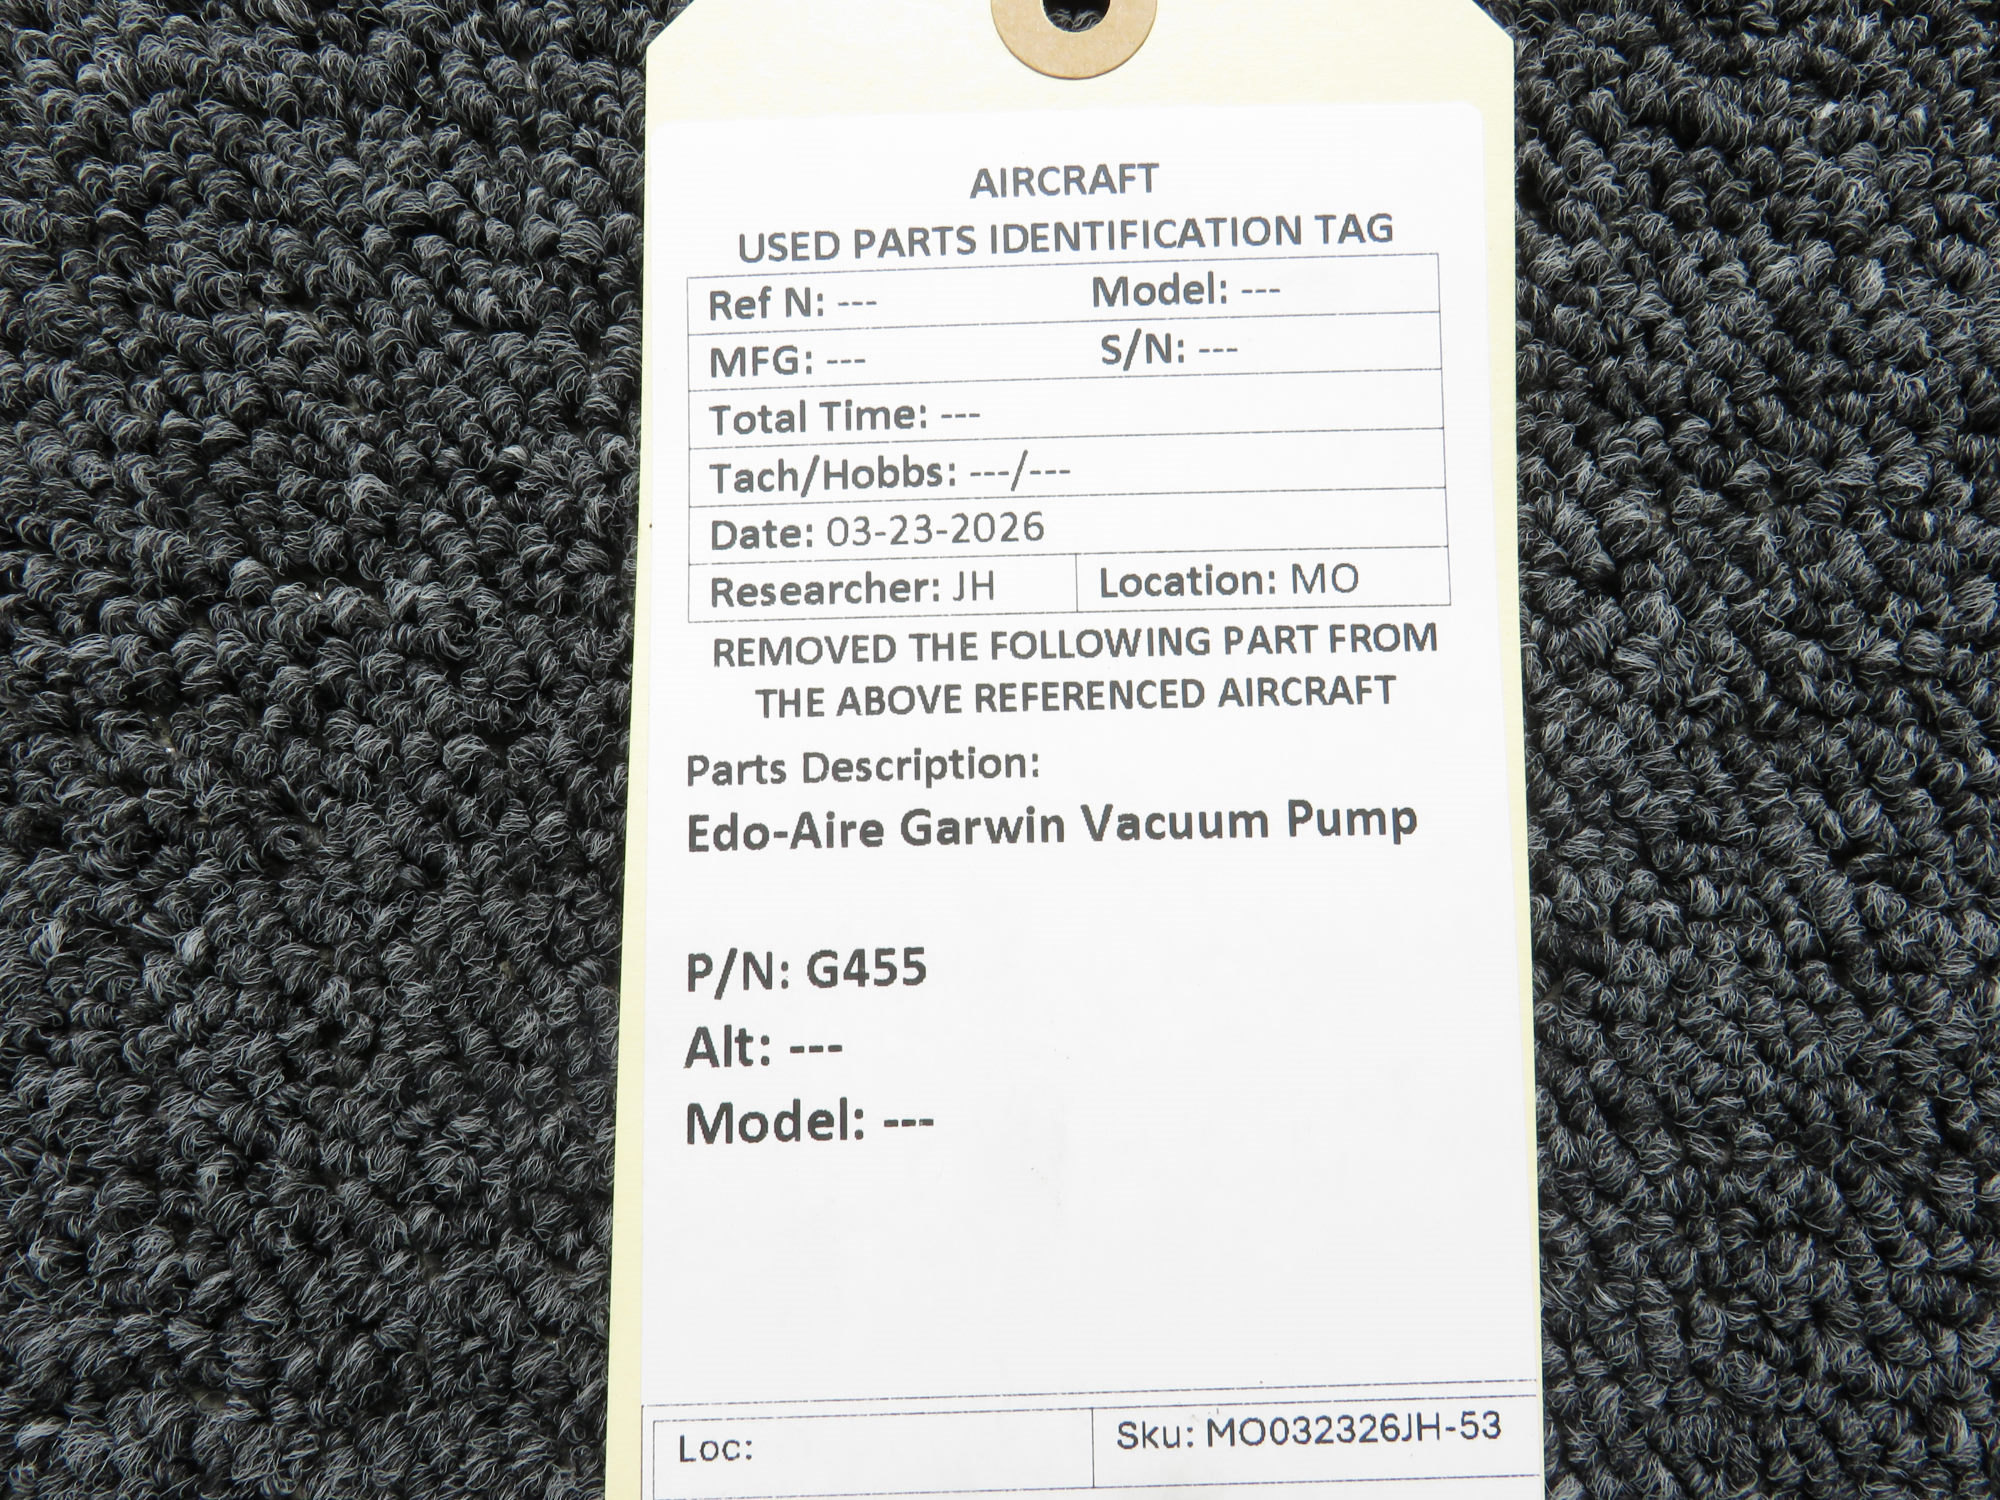 AIRCRAFT
USED PARTS IDENTIFICATION TAG
Ref N: --- Model: ---
MFG: --- S/N: ---
Total Time: ---
Tach/Hobbs: ---/---
Date: 03-23-2026
Researcher: JH Location: MO
REMOVED THE FOLLOWING PART FROM
THE ABOVE REFERENCED AIRCRAFT
Parts Description:
Edo-Aire Garwin Vacuum Pump
P/N: G455
Alt: ---
Model: ---
Loc: Sku: MO032326JH-53